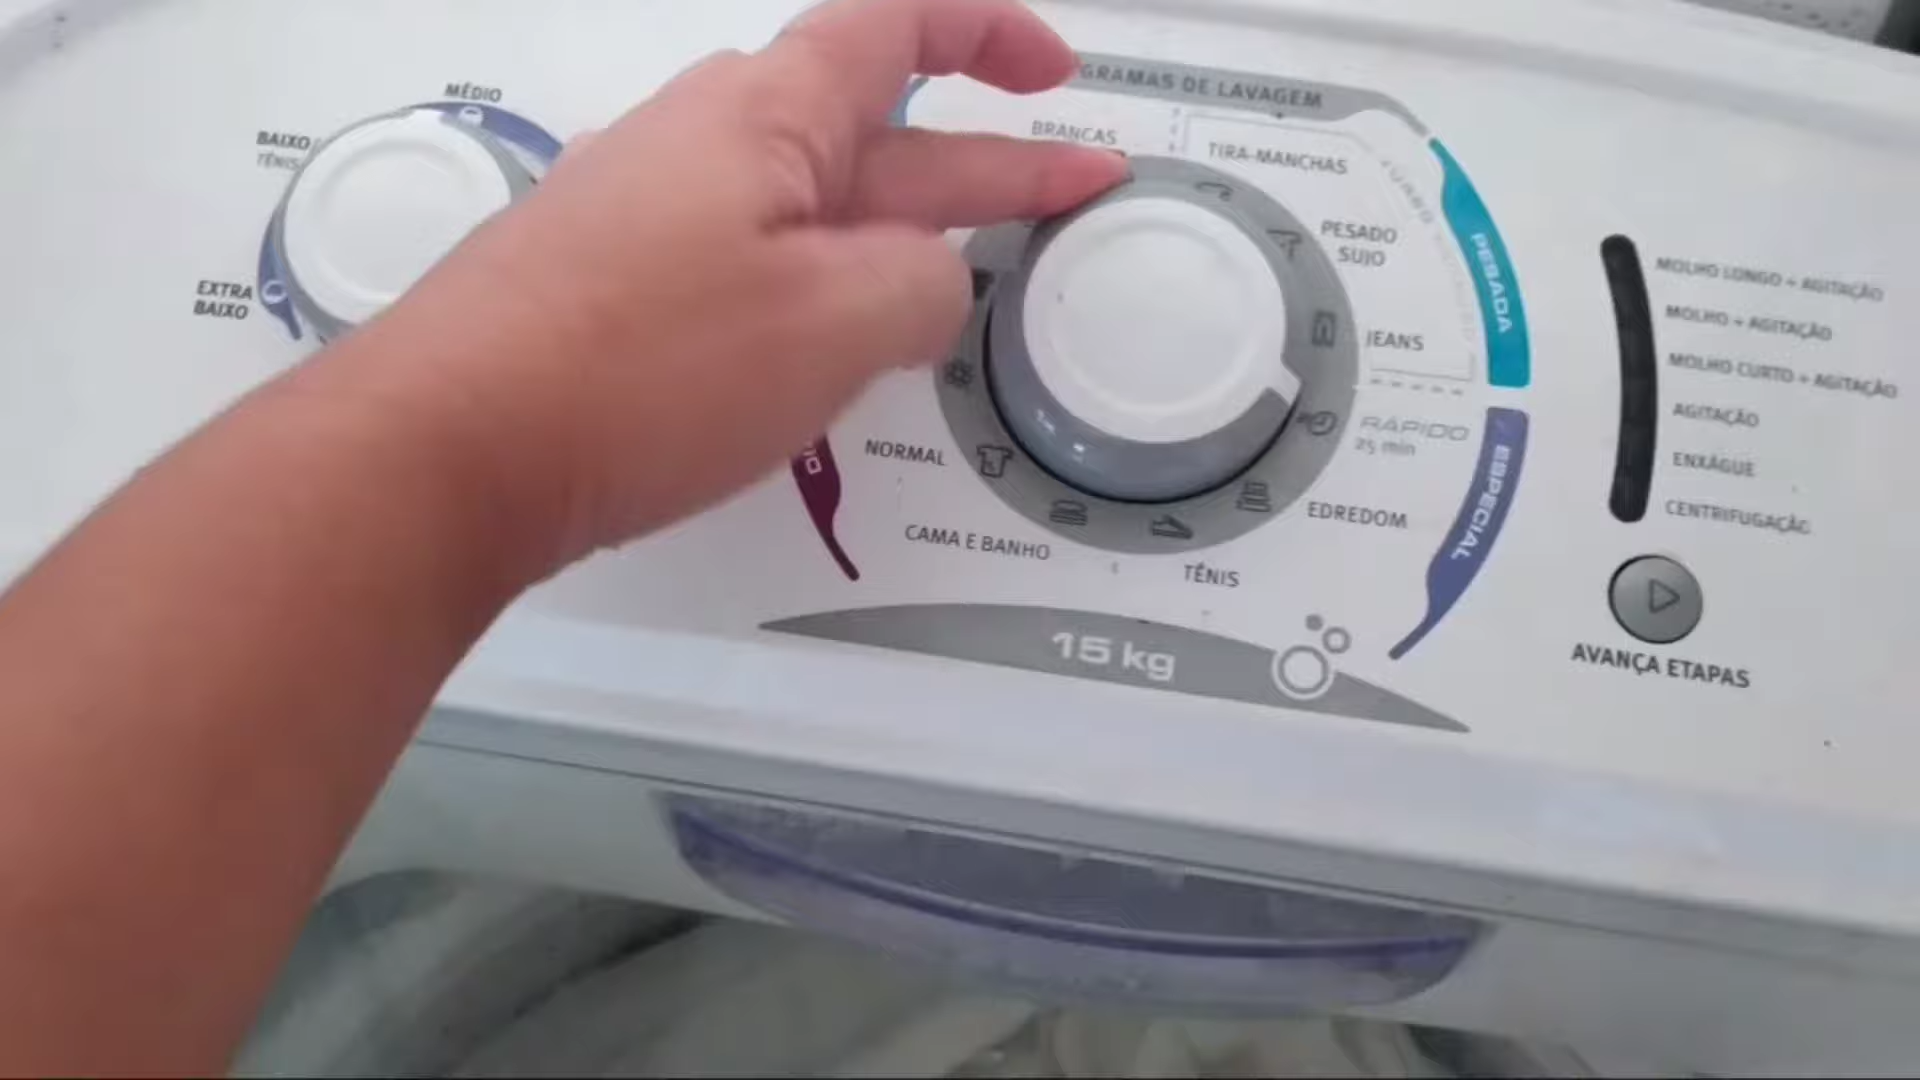 MÉDIO
BAIXO
TÊNIS
EXTRA
BAIXO
GRAMAS DE LAVAGEM
BRANCAS
TIRA-MANCHAS
PESADO
SUJO
JEANS
RÁPIDO
25 min
EDREDOM
TÊNIS
CAMA E BANHO
NORMAL
PESADA
ESPECIAL
15 kg
MOLHO LONGO + AGITAÇÃO
MOLHO + AGITAÇÃO
MOLHO CURTO + AGITAÇÃO
AGITAÇÃO
ENXÁGUE
CENTRIFUGAÇÃO
AVANÇA ETAPAS